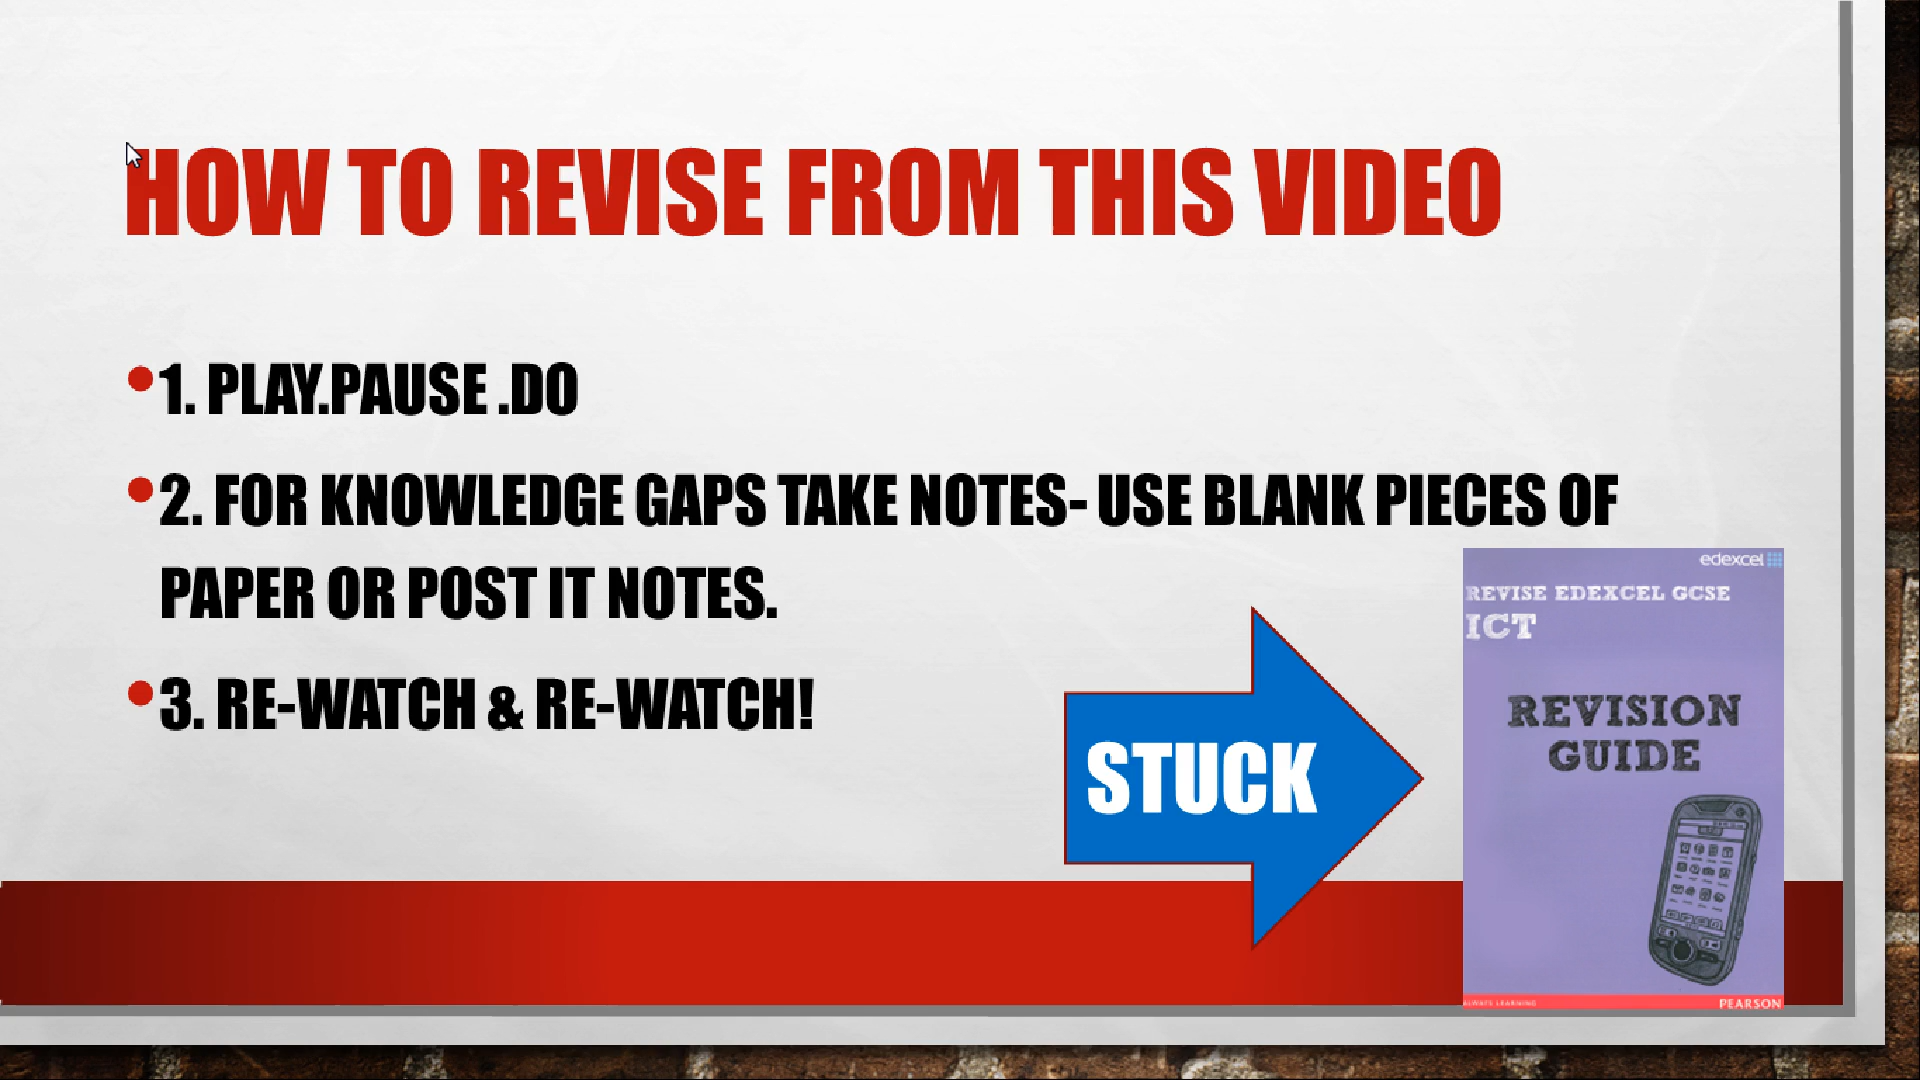 HOW TO REVISE FROM THIS VIDEO
•1. PLAY.PAUSE .DO
•2. FOR KNOWLEDGE GAPS TAKE NOTES- USE BLANK PIECES OF
PAPER OR POST IT NOTES.
•3. RE-WATCH & RE-WATCH!
STUCK
edexcel
REVISE EDEXCEL GCSE
ICT
REVISION
GUIDE
ALWAYS LEARNING
PEARSON